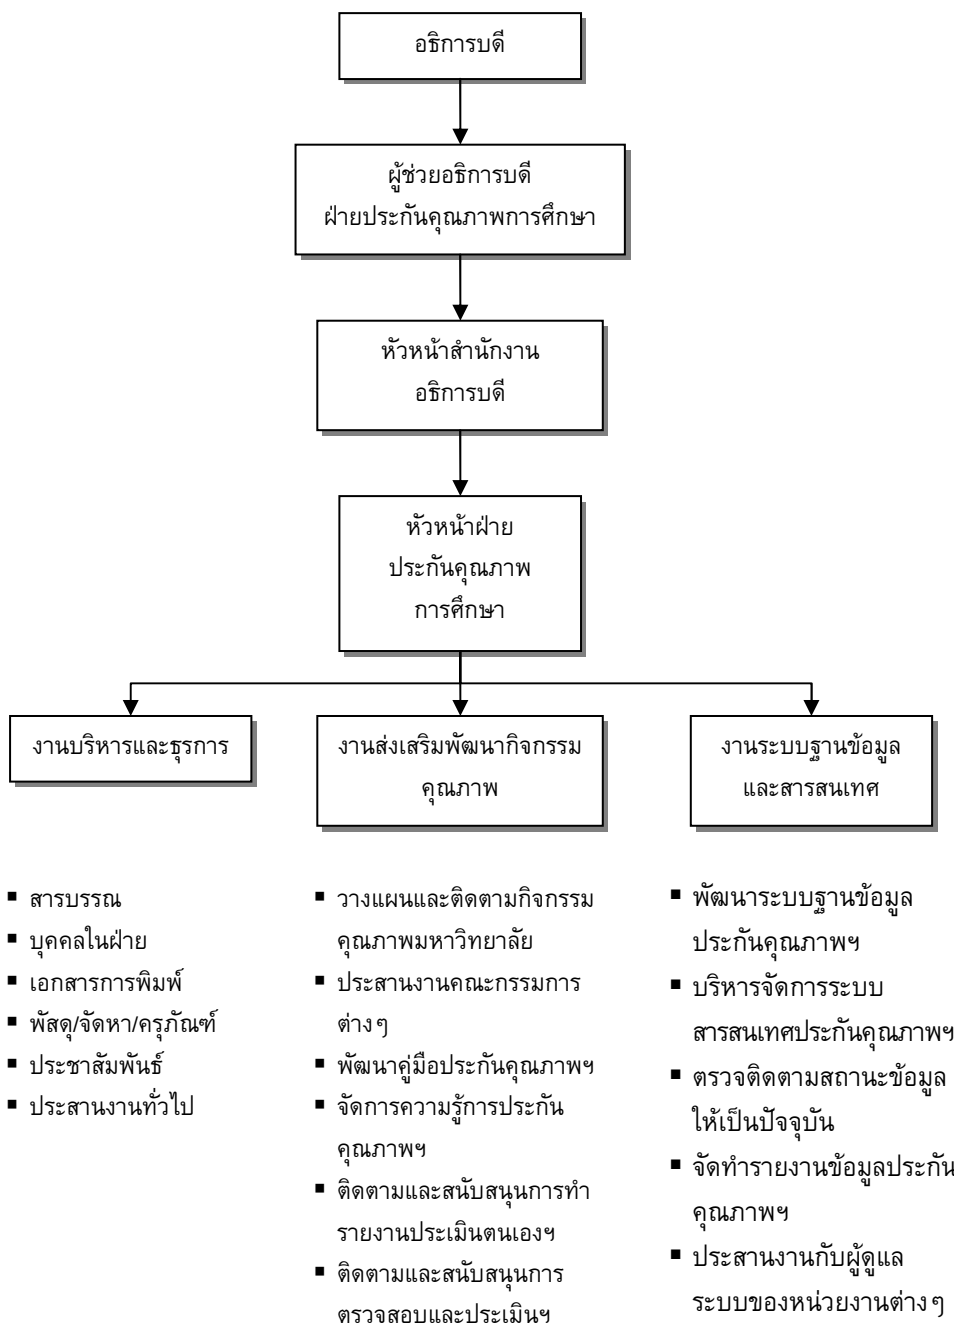 อธิการบดี
ผู้ช่วยอธิการบดี
ฝ่ายประกันคุณภาพการศึกษา
หัวหน้าสำนักงาน
อธิการบดี
หัวหน้าฝ่าย
ประกันคุณภาพ
การศึกษา
งานบริหารและธุรการ
งานส่งเสริมพัฒนากิจกรรม
คุณภาพ
งานระบบฐานข้อมูล
และสารสนเทศ
▪ สารบรรณ
▪ บุคคลในฝ่าย
▪ เอกสารการพิมพ์
▪ พัสดุ/จัดหา/ครุภัณฑ์
▪ ประชาสัมพันธ์
▪ ประสานงานทั่วไป
▪ วางแผนและติดตามกิจกรรม
คุณภาพมหาวิทยาลัย
▪ ประสานงานคณะกรรมการ
ต่างๆ
▪ พัฒนาคู่มือประกันคุณภาพฯ
▪ จัดการความรู้การประกัน
คุณภาพฯ
▪ ติดตามและสนับสนุนการทำ
รายงานประเมินตนเองฯ
▪ ติดตามและสนับสนุนการ
ตรวจสอบและประเมินฯ
▪ พัฒนาระบบฐานข้อมูล
ประกันคุณภาพฯ
▪ บริหารจัดการระบบ
สารสนเทศประกันคุณภาพฯ
▪ ตรวจติดตามสถานะข้อมูล
ให้เป็นปัจจุบัน
▪ จัดทำรายงานข้อมูลประกัน
คุณภาพฯ
▪ ประสานงานกับผู้ดูแล
ระบบของหน่วยงานต่างๆ